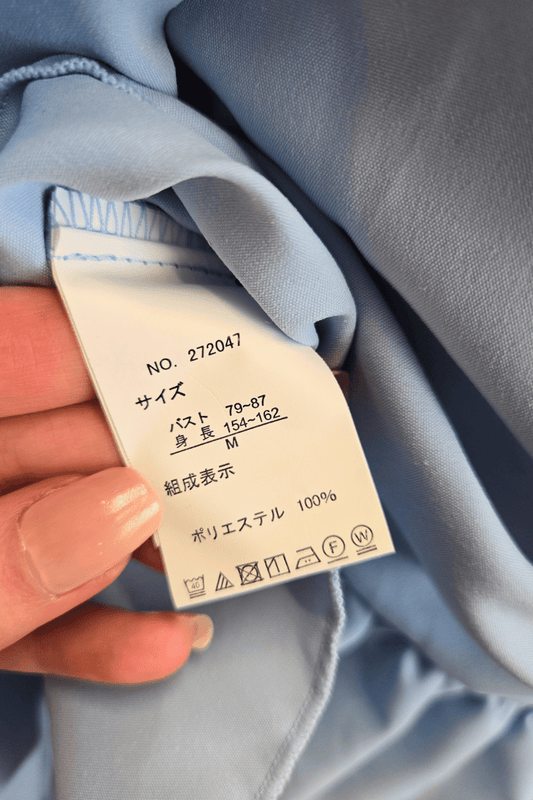 NO. 272047
サイズ
バスト 79~87
身 長 154~162
M
組成表示
ポリエステル 100%
40 F W